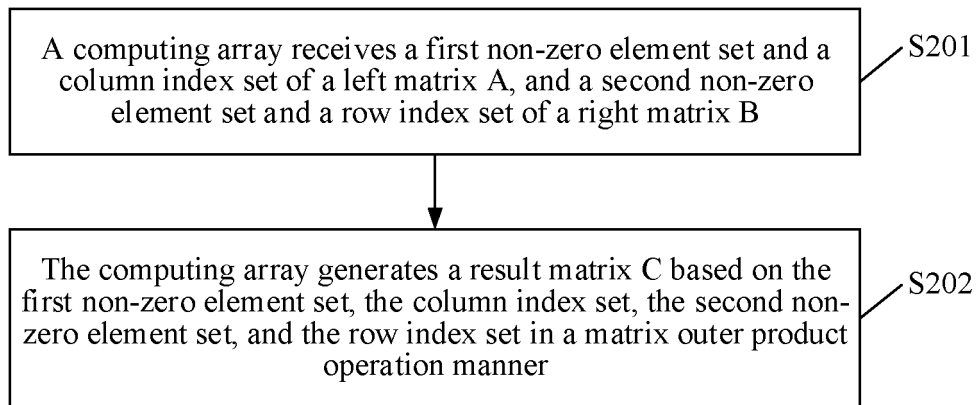 A computing array receives a first non-zero element set and a
column index set of a left matrix A, and a second non-zero
element set and a row index set of a right matrix B
S201
The computing array generates a result matrix C based on the
first non-zero element set, the column index set, the second non-
zero element set, and the row index set in a matrix outer product
operation manner
S202